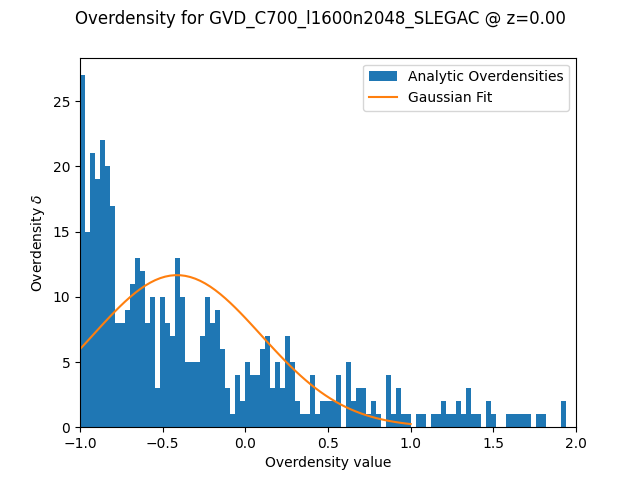 Overdensity for GVD_C700_l1600n2048_SLEGAC @ z=0.00
Analytic Overdensities
Gaussian Fit
Overdensity δ
25
20
15
10
5
0
−1.0
−0.5
0.0
0.5
1.0
1.5
2.0
Overdensity value